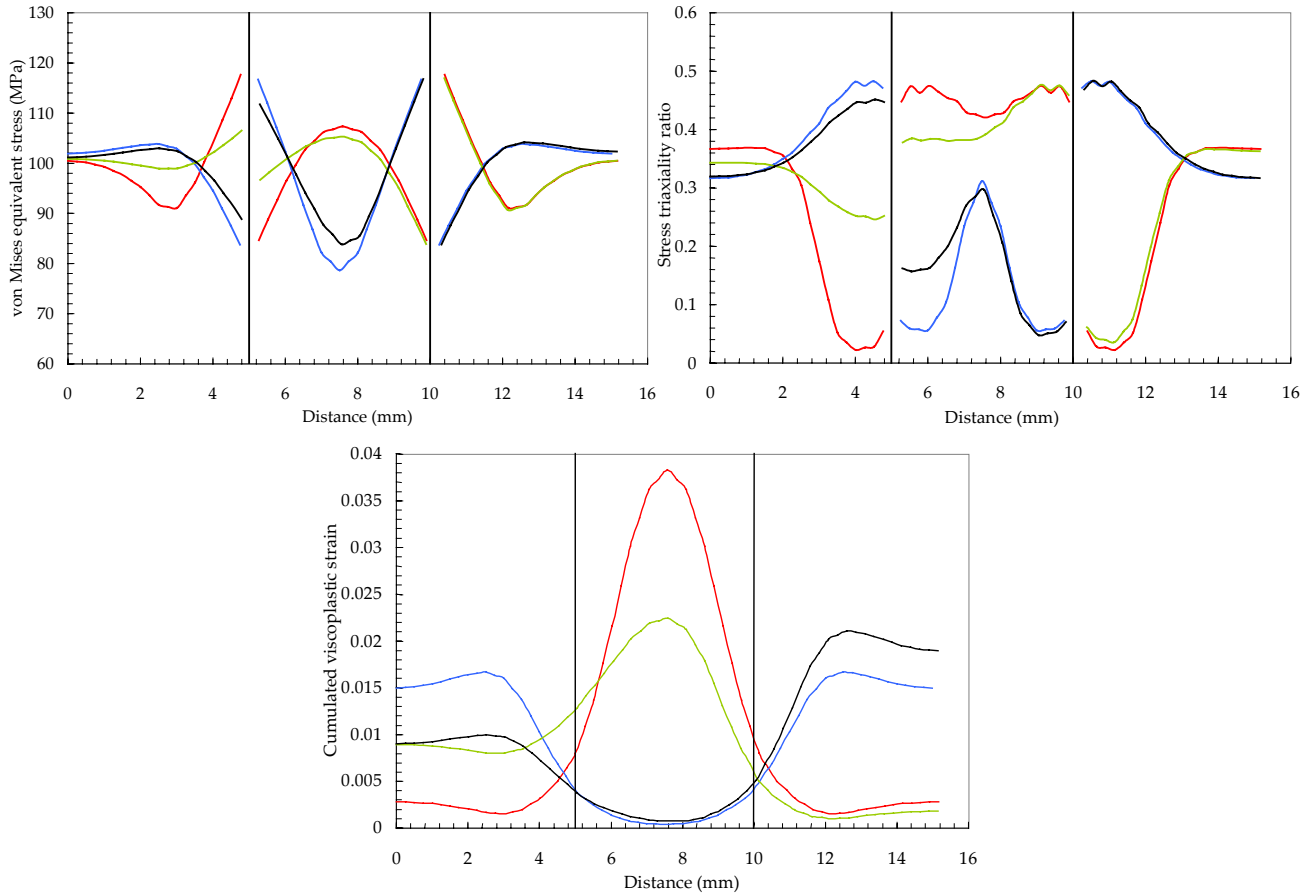 von Mises equivalent stress (MPa)
130
120
110
100
90
80
70
60
0 2 4 6 8 10 12 14 16
Distance (mm)
Stress triaxiality ratio
0.6
0.5
0.4
0.3
0.2
0.1
0
0 2 4 6 8 10 12 14 16
Distance (mm)
Cumulated viscoplastic strain
0.04
0.035
0.03
0.025
0.02
0.015
0.01
0.005
0
0 2 4 6 8 10 12 14 16
Distance (mm)